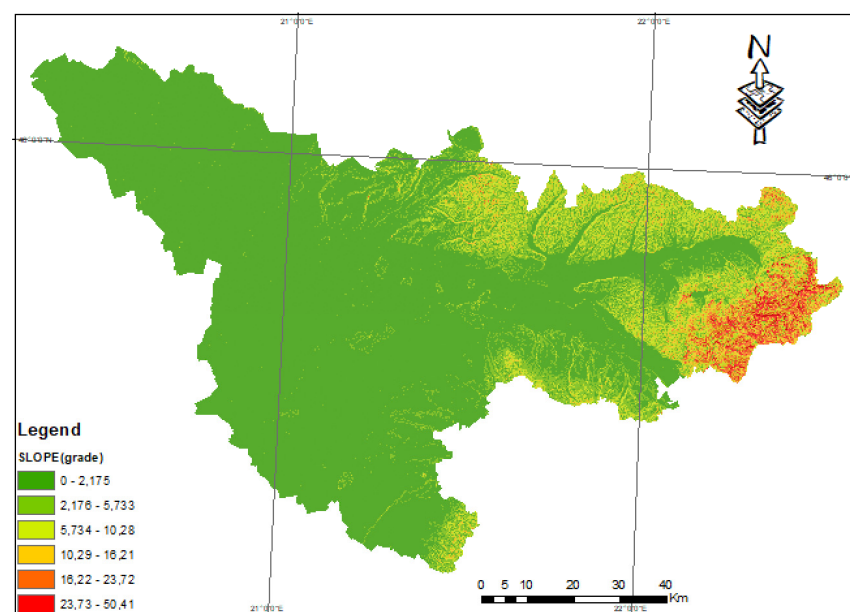 21°0'0"E
22°0'0"E
N
46°0'0"N
46°0'0"N
Legend
SLOPE(grade)
0 - 2,175
2,176 - 5,733
5,734 - 10,28
10,29 - 16,21
16,22 - 23,72
23,73 - 50,41
0 5 10 20 30 40
Km
21°0'0"E
22°0'0"E